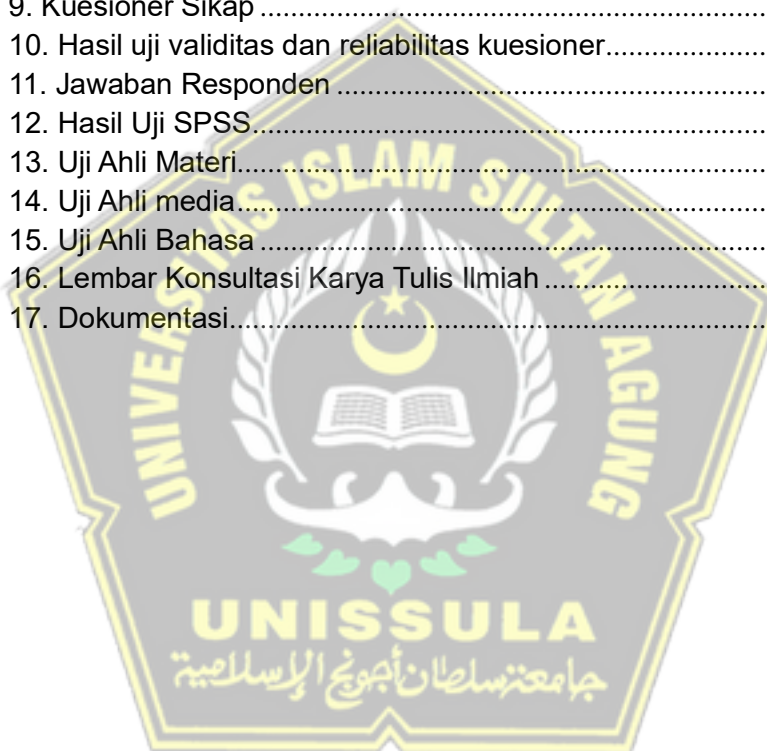 9. Kuesioner Sikap ........................................................................
10. Hasil uji validitas dan reliabilitas kuesioner.......................
11. Jawaban Responden ................................................................
12. Hasil Uji SPSS.........................................................................
13. Uji Ahli Materi...........................................................................
14. Uji Ahli media...........................................................................
15. Uji Ahli Bahasa ........................................................................
16. Lembar Konsultasi Karya Tulis Ilmiah ................................
17. Dokumentasi............................................................................
UNIVERSITAS ISLAM SULTAN AGUNG
UNISSULA
جامعتسلطان أجونج الإسلامية